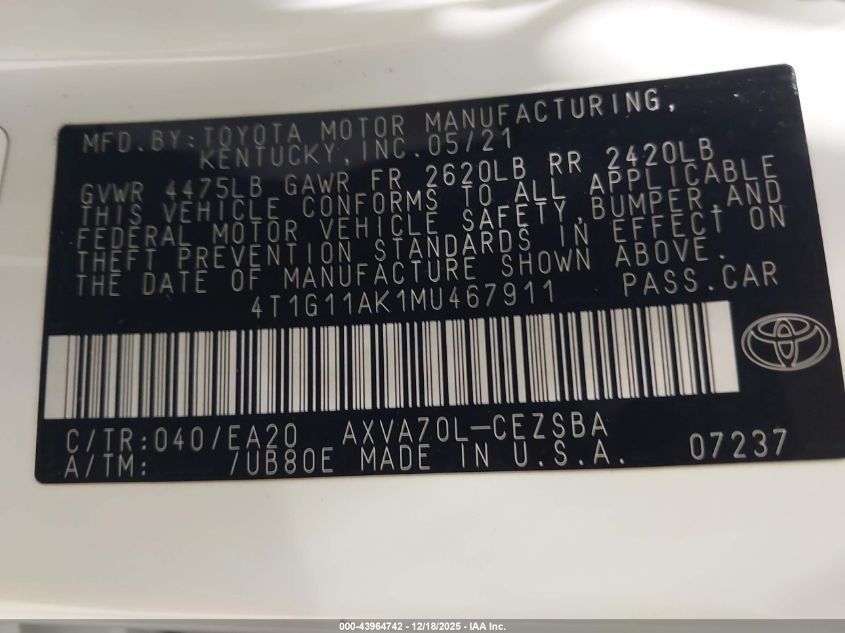 MFD. BY: TOYOTA MOTOR MANUFACTURING,
KENTUCKY, INC. 05/21
GVWR 4475LB GAWR FR 2620LB RR 2420LB
THIS VEHICLE CONFORMS TO ALL APPLICABLE
FEDERAL MOTOR VEHICLE SAFETY, BUMPER, AND
THEFT PREVENTION STANDARDS IN EFFECT ON
THE DATE OF MANUFACTURE SHOWN ABOVE.
4T1G11AK1MU467911 PASS. CAR
C/TR: 040/EA20 AXVA70L-CEZSBA
A/TM: /UB80E MADE IN U.S.A. 07237
000-43964742 | 12/18/2025 - IAA Inc.